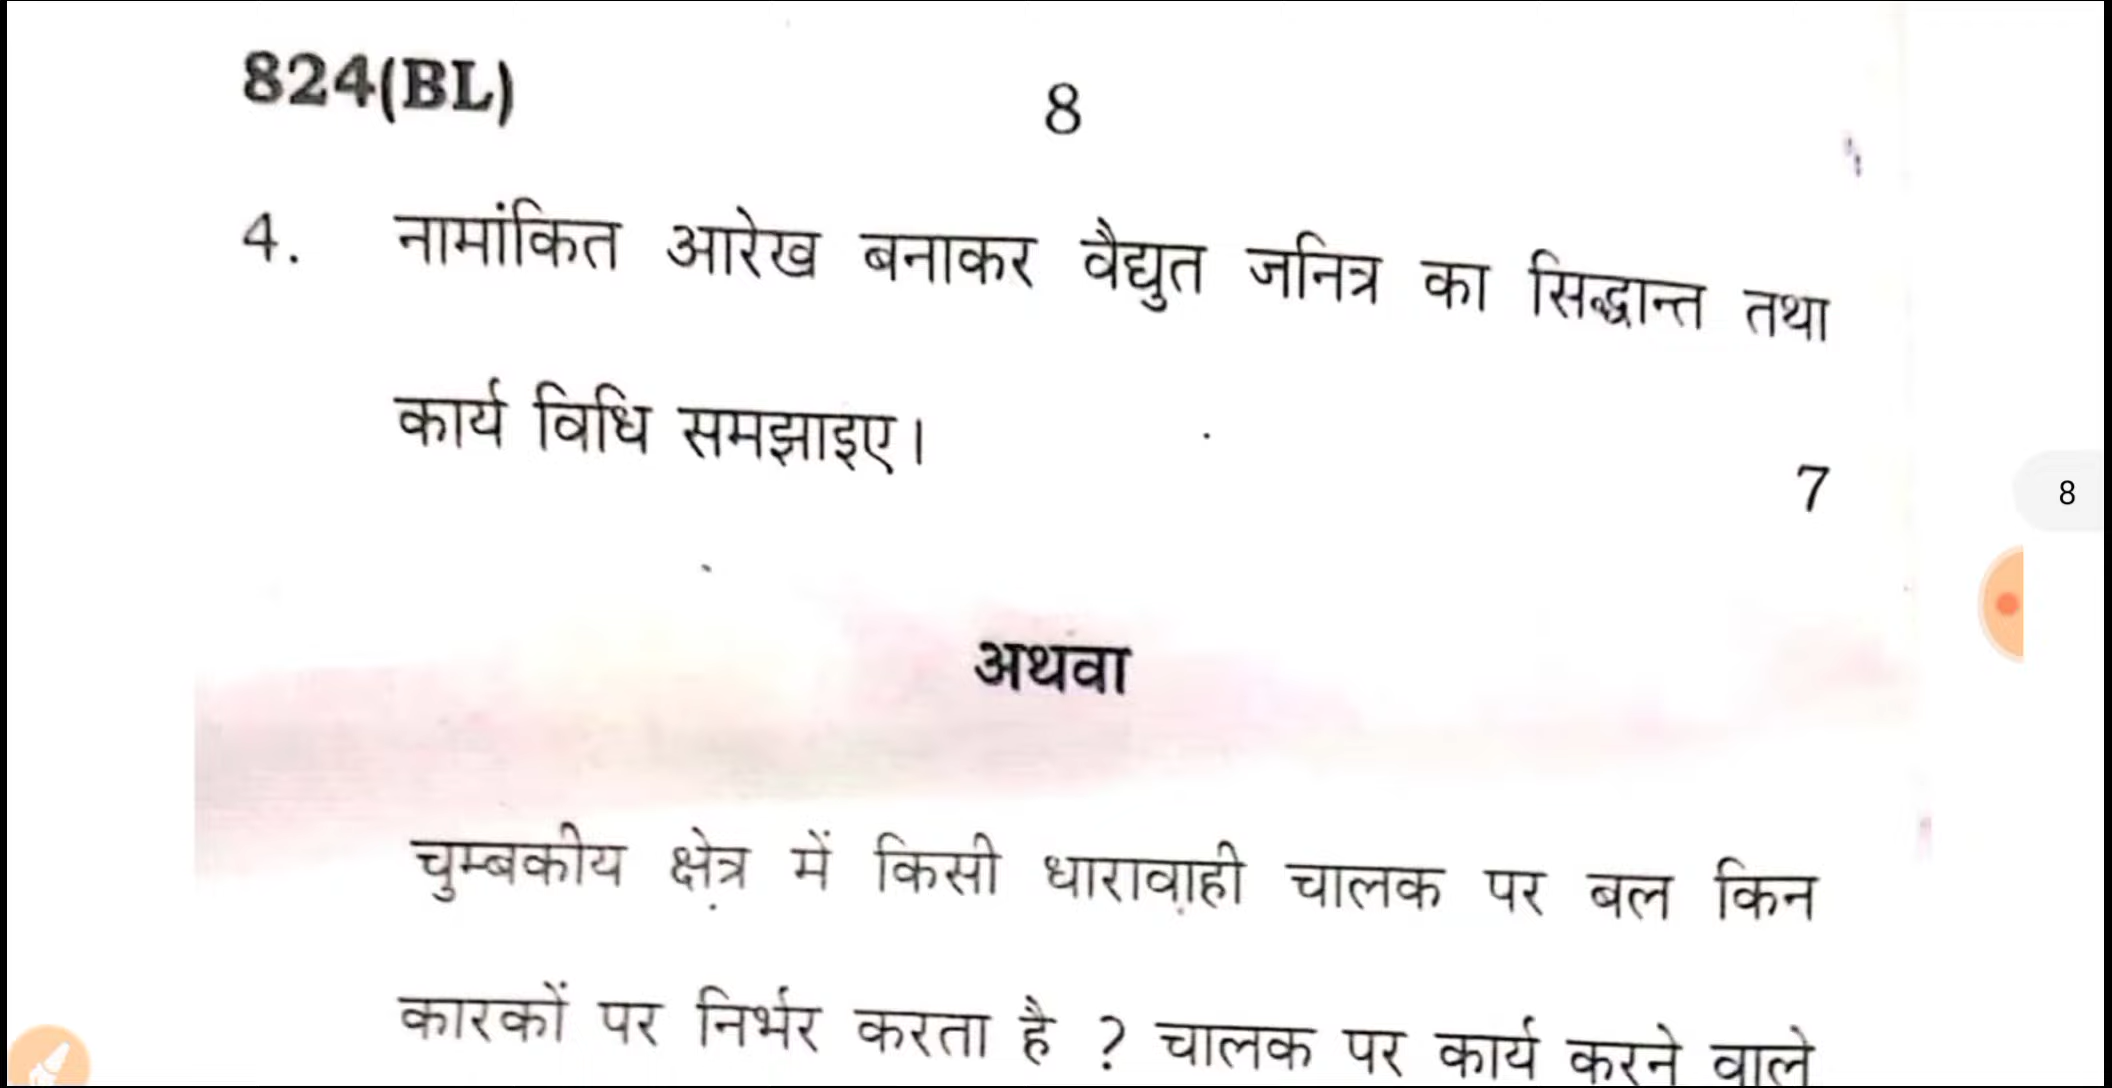 824(BL)
8
4. नामांकित आरेख बनाकर वैद्युत जनित्र का सिद्धान्त तथा
कार्य विधि समझाइए।
7
8
अथवा
चुम्बकीय क्षेत्र में किसी धारावाही चालक पर बल किन
कारकों पर निर्भर करता है ? चालक पर कार्य करने वाले